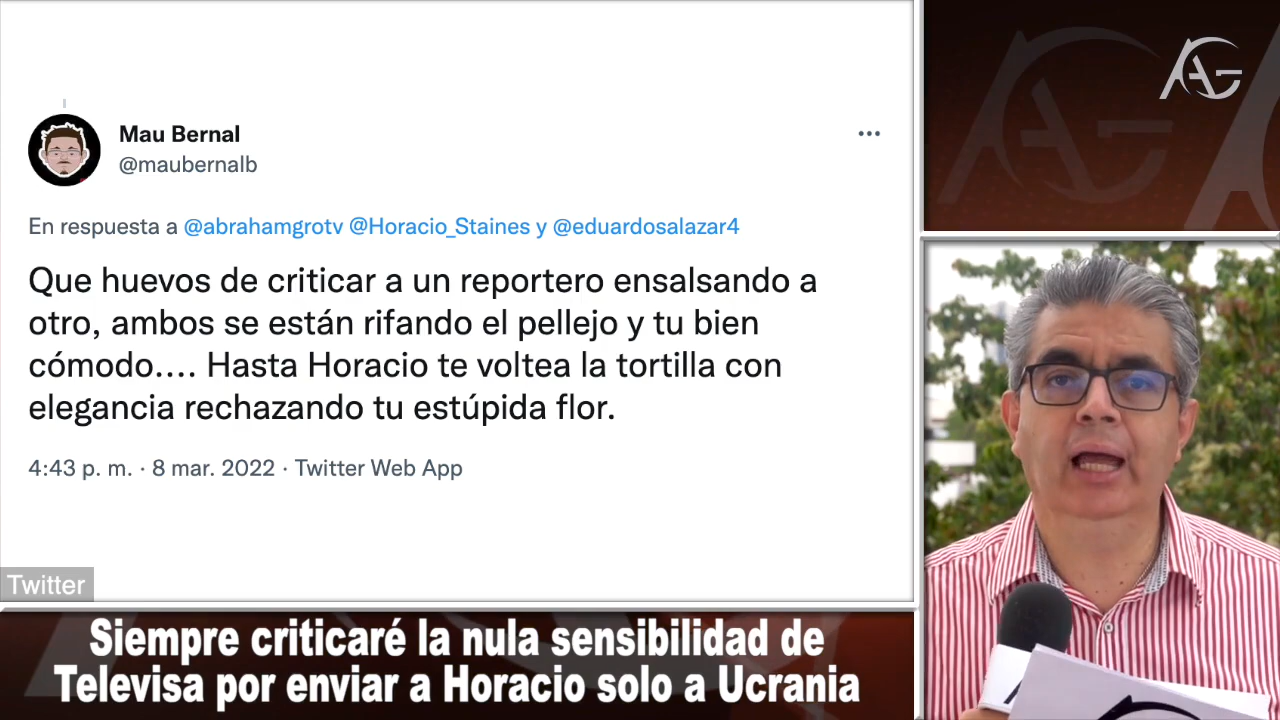 Mau Bernal
@maubernalb
En respuesta a @abrahamgrotv @Horacio_Staines y @eduardosalazar4
Que huevos de criticar a un reportero ensalsando a
otro, ambos se están rifando el pellejo y tu bien
cómodo.... Hasta Horacio te voltea la tortilla con
elegancia rechazando tu estúpida flor.
4:43 p. m. · 8 mar. 2022 · Twitter Web App
Twitter
Siempre criticaré la nula sensibilidad de
Televisa por enviar a Horacio solo a Ucrania
AG